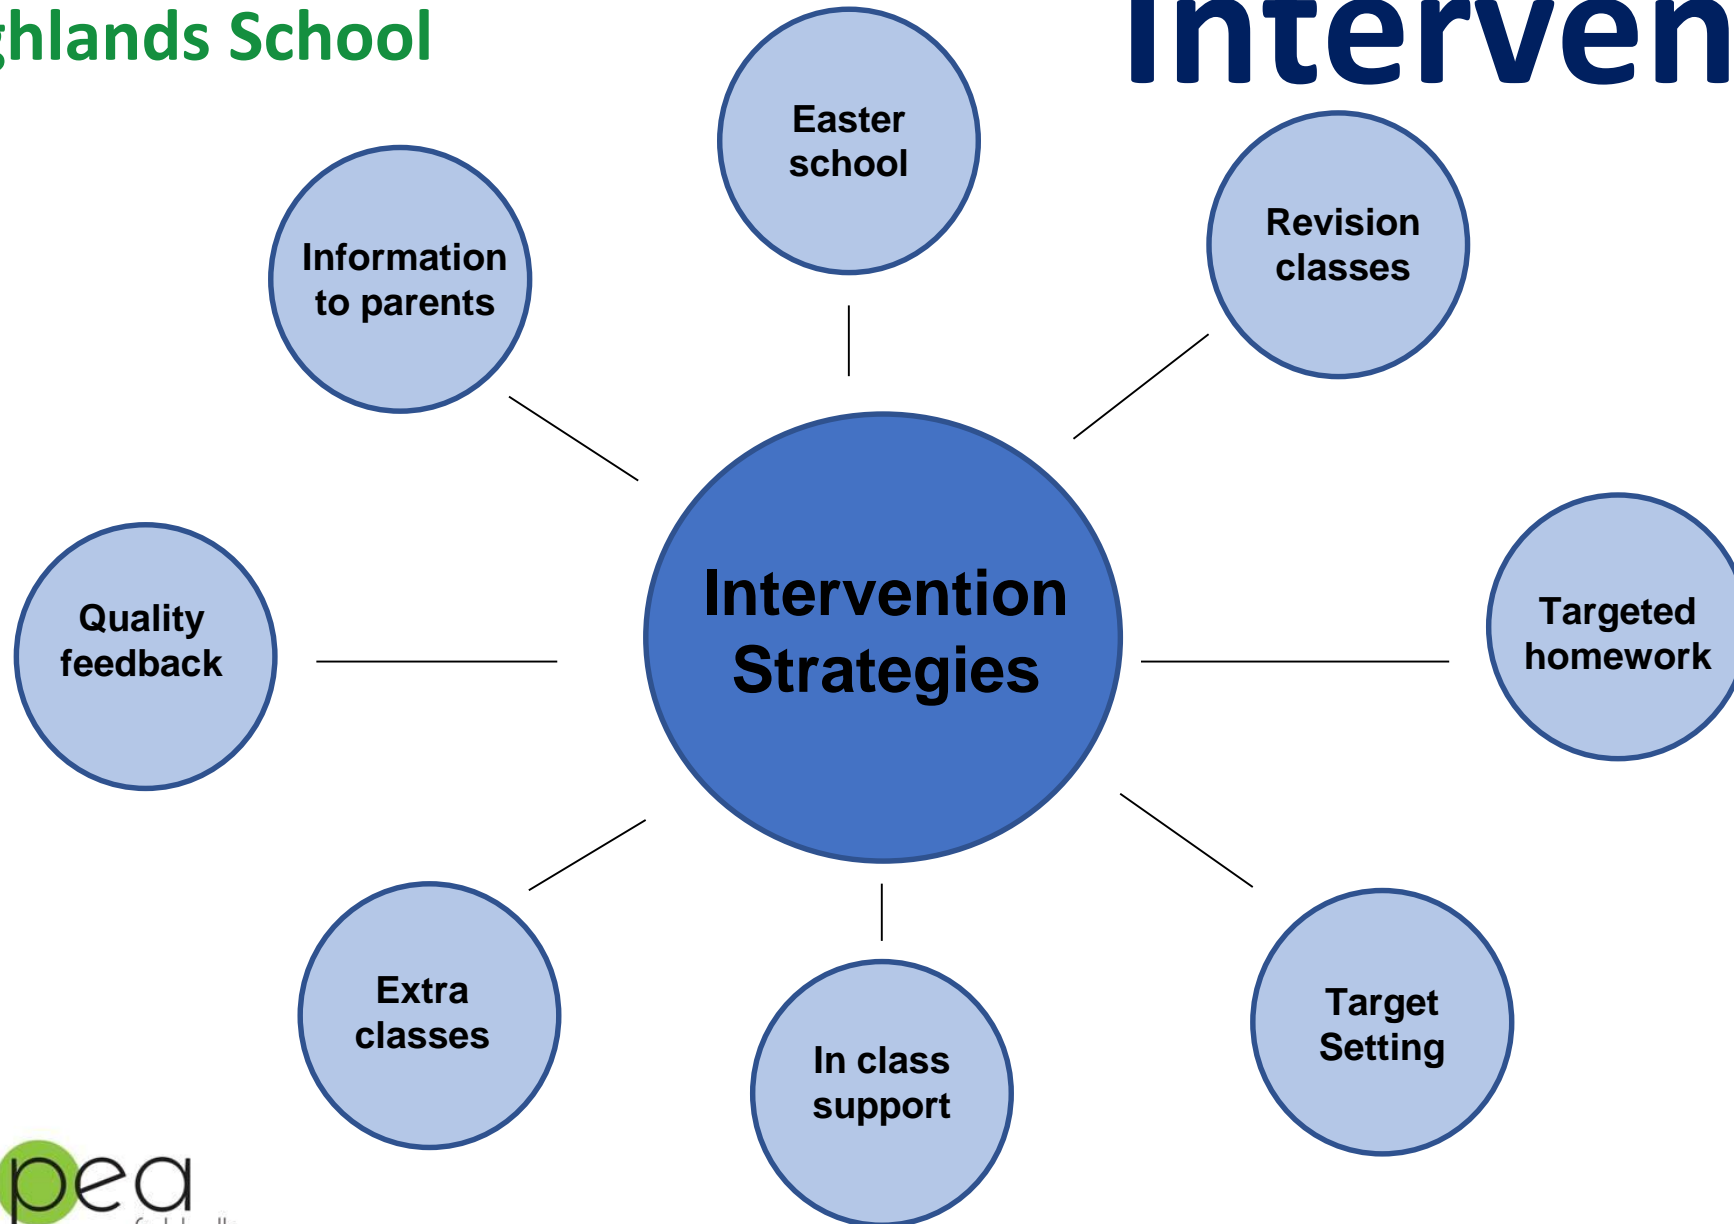 ghlands School
Interven
Easter
school
Information
to parents
Revision
classes
Quality
feedback
Intervention
Strategies
Targeted
homework
Extra
classes
In class
support
Target
Setting
pea